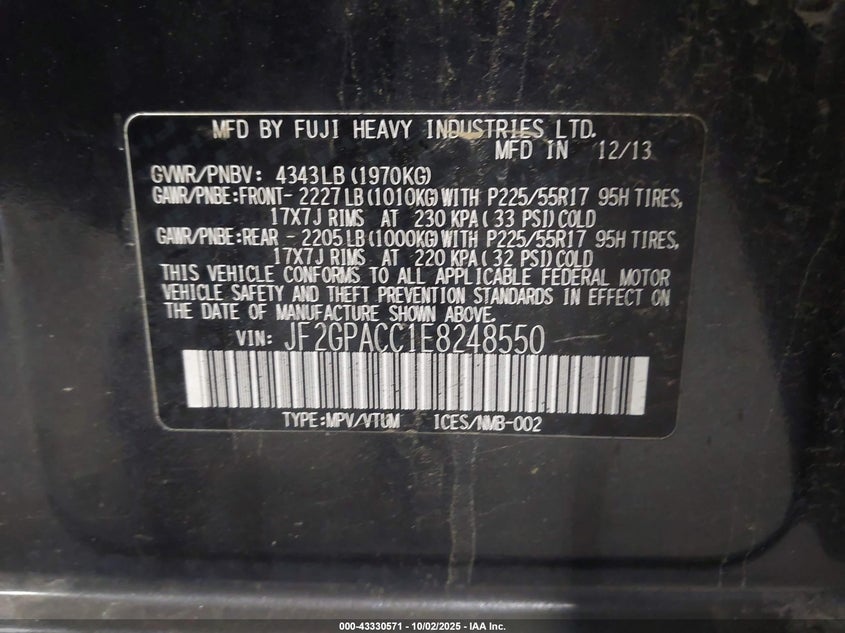 MFD BY FUJI HEAVY INDUSTRIES LTD.
MFD IN 12/13
GVWR/PNBV: 4343LB (1970KG)
GAWR/PNBE:FRONT- 2227 LB (1010KG) WITH P225/55R17 95H TIRES,
17X7J RIMS AT 230 KPA ( 33 PSI) COLD
GAWR/PNBE:REAR - 2205 LB (1000KG) WITH P225/55R17 95H TIRES,
17X7J RIMS AT 220 KPA ( 32 PSI) COLD
THIS VEHICLE CONFORMS TO ALL APPLICABLE FEDERAL MOTOR
VEHICLE SAFETY AND THEFT PREVENTION STANDARDS IN EFFECT ON
THE DATE OF MANUFACTURE SHOWN ABOVE.
VIN: JF2GPACC1E8248550
TYPE:MPV/VTUM ICES/NMB-002
000-43330571 - 10/02/2025 - IAA Inc.